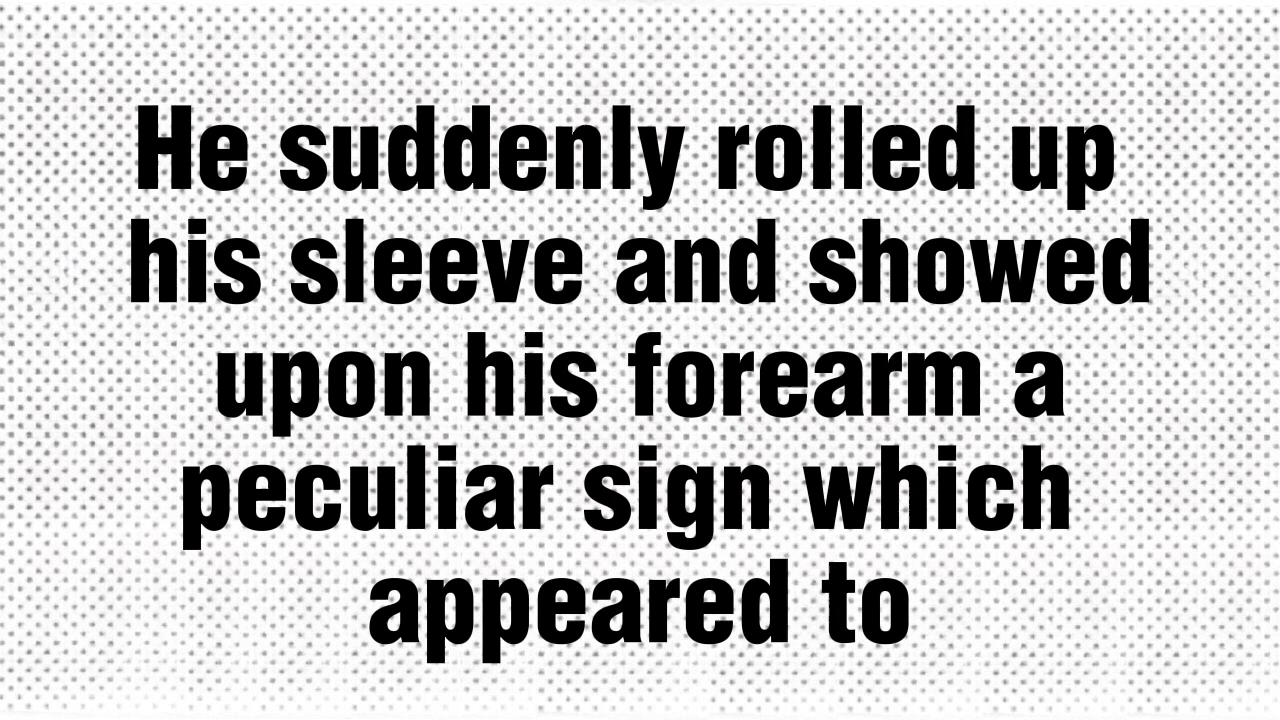 He suddenly rolled up
his sleeve and showed
upon his forearm a
peculiar sign which
appeared to